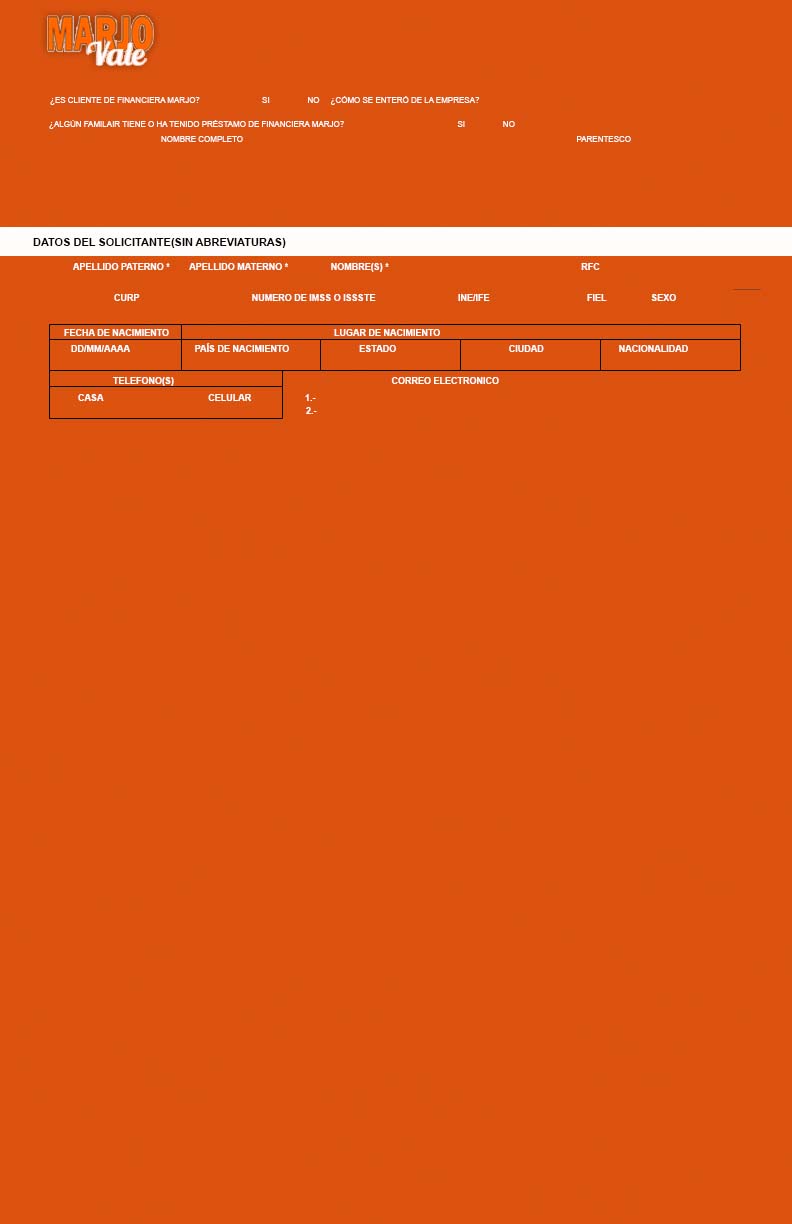 MARJO
Vale
¿ES CLIENTE DE FINANCIERA MARJO? SI NO ¿CÓMO SE ENTERÓ DE LA EMPRESA?
¿ALGÚN FAMILAIR TIENE O HA TENIDO PRÉSTAMO DE FINANCIERA MARJO? SI NO
NOMBRE COMPLETO PARENTESCO
DATOS DEL SOLICITANTE(SIN ABREVIATURAS)
APELLIDO PATERNO * APELLIDO MATERNO * NOMBRE(S) * RFC
CURP NUMERO DE IMSS O ISSSTE INE/IFE FIEL SEXO
FECHA DE NACIMIENTO LUGAR DE NACIMIENTO
DD/MM/AAAA PAÍS DE NACIMIENTO ESTADO CIUDAD NACIONALIDAD
TELEFONO(S) CORREO ELECTRONICO
CASA CELULAR 1.-
2.-